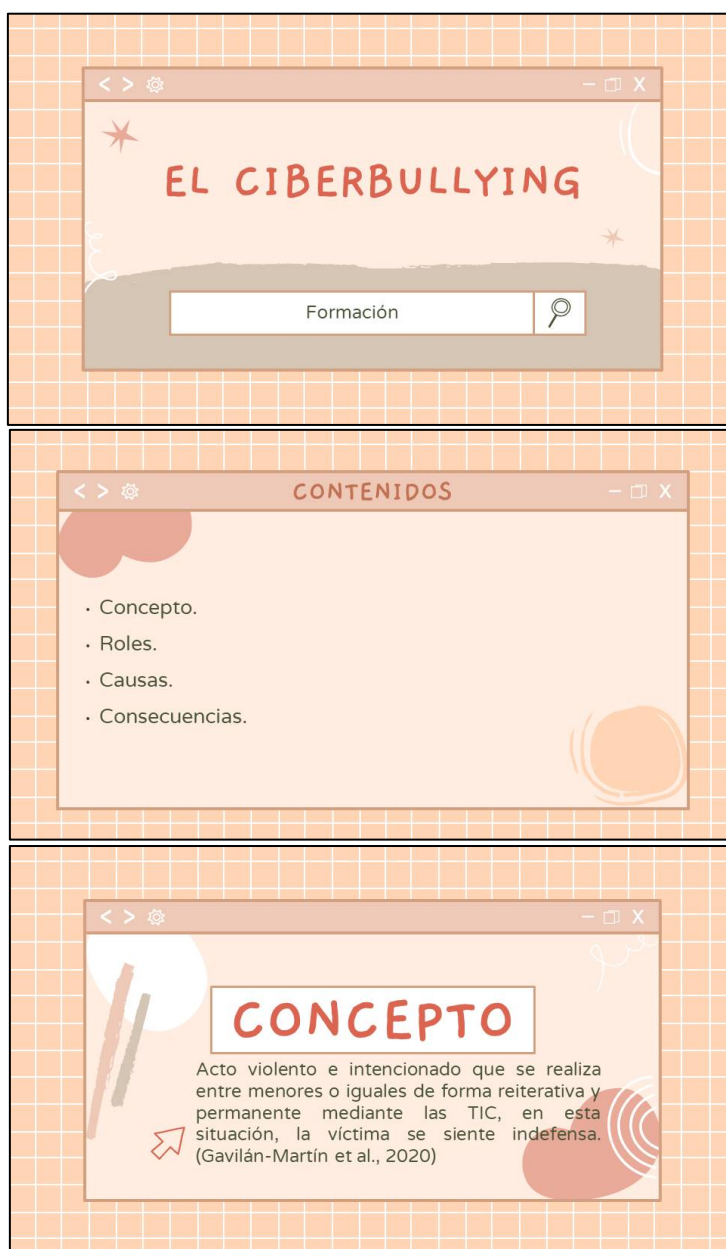 EL CIBERBULLYING
Formación
CONTENIDOS
· Concepto.
· Roles.
· Causas.
· Consecuencias.
CONCEPTO
Acto violento e intencionado que se realiza
entre menores o iguales de forma reiterativa y
permanente mediante las TIC, en esta
situación, la víctima se siente indefensa.
(Gavilán-Martín et al., 2020)